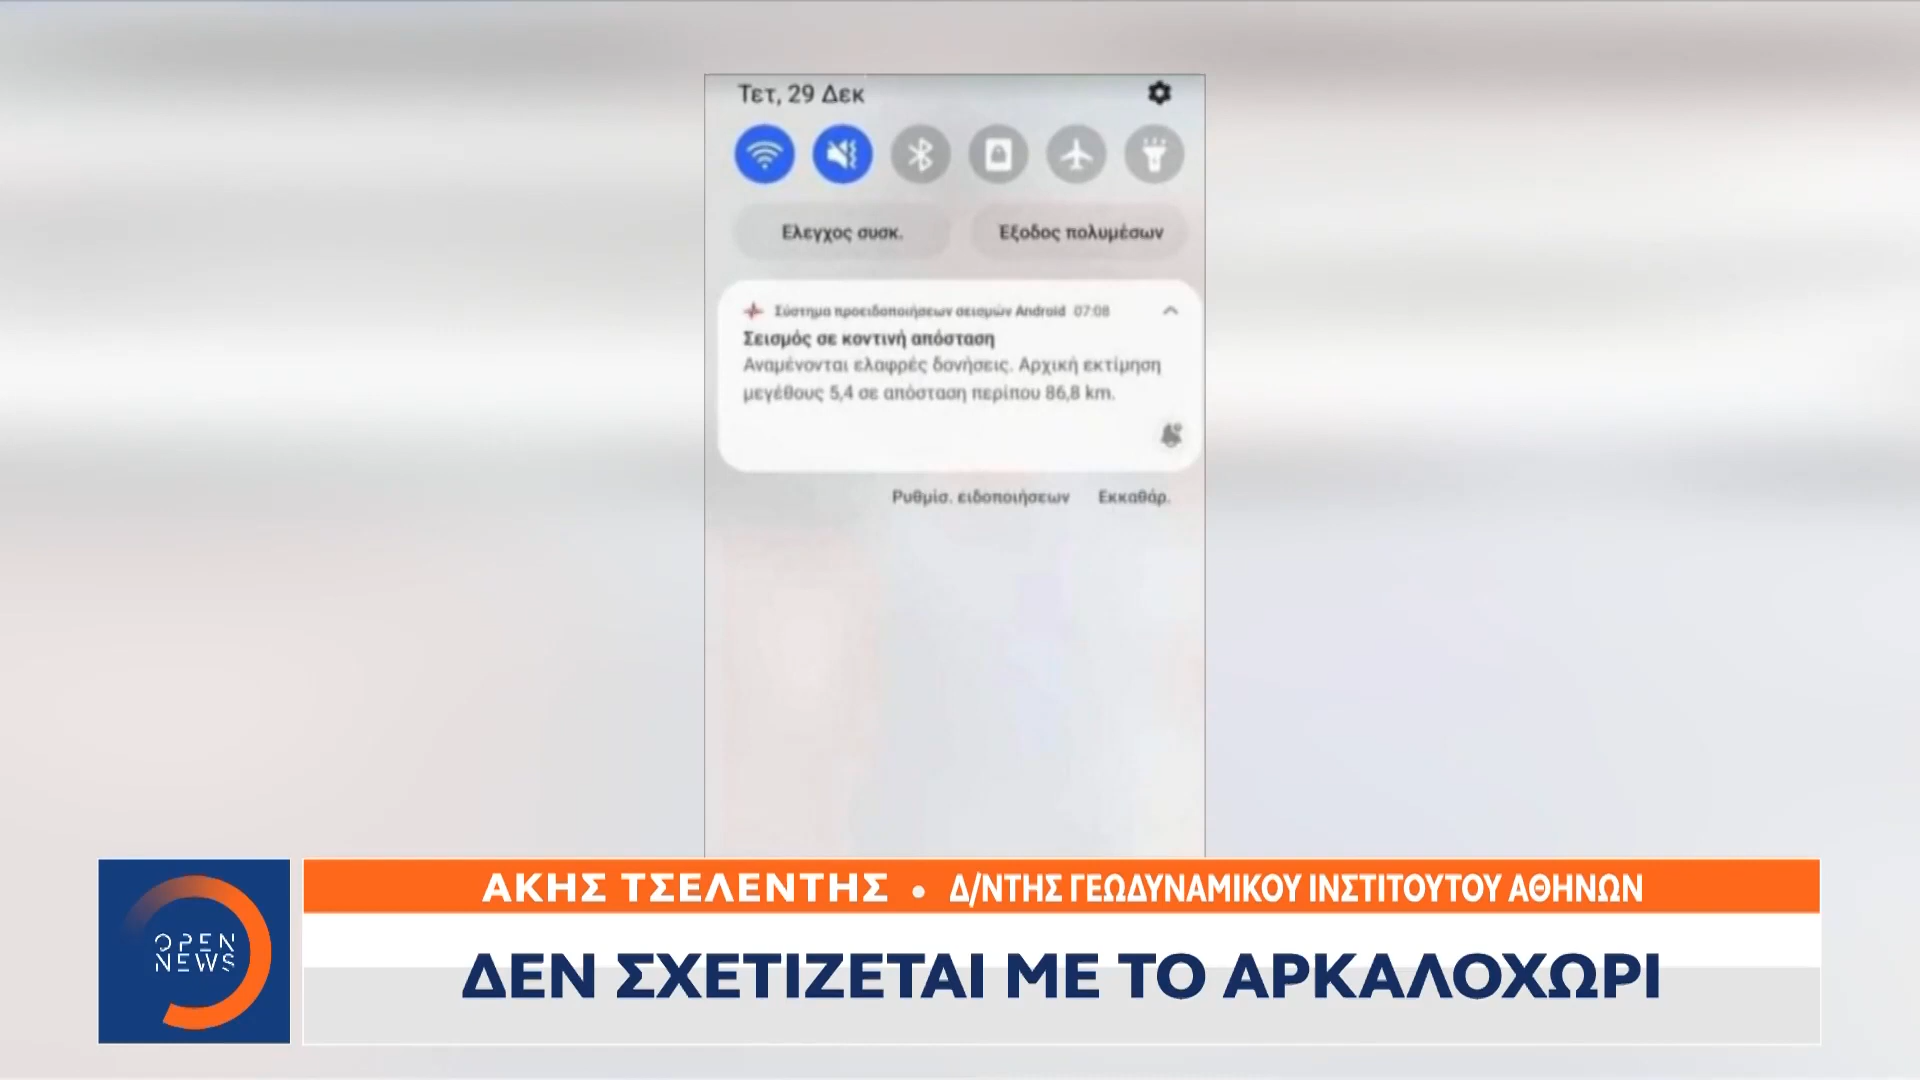 Τετ, 29 Δεκ
Έλεγχος συσκ.
Έξοδος πολυμέσων
Σύστημα προειδοποιήσεων σεισμών Android 07:08
Σεισμός σε κοντινή απόσταση
Αναμένονται ελαφρές δονήσεις. Αρχική εκτίμηση
μεγέθους 5,4 σε απόσταση περίπου 86,8 km.
Ρυθμίσ. ειδοποιήσεων
Εκκαθάρ.
ΑΚΗΣ ΤΣΕΛΕΝΤΗΣ • Δ/ΝΤΗΣ ΓΕΩΔΥΝΑΜΙΚΟΥ ΙΝΣΤΙΤΟΥΤΟΥ ΑΘΗΝΩΝ
OPEN
NEWS
ΔΕΝ ΣΧΕΤΙΖΕΤΑΙ ΜΕ ΤΟ ΑΡΚΑΛΟΧΩΡΙ